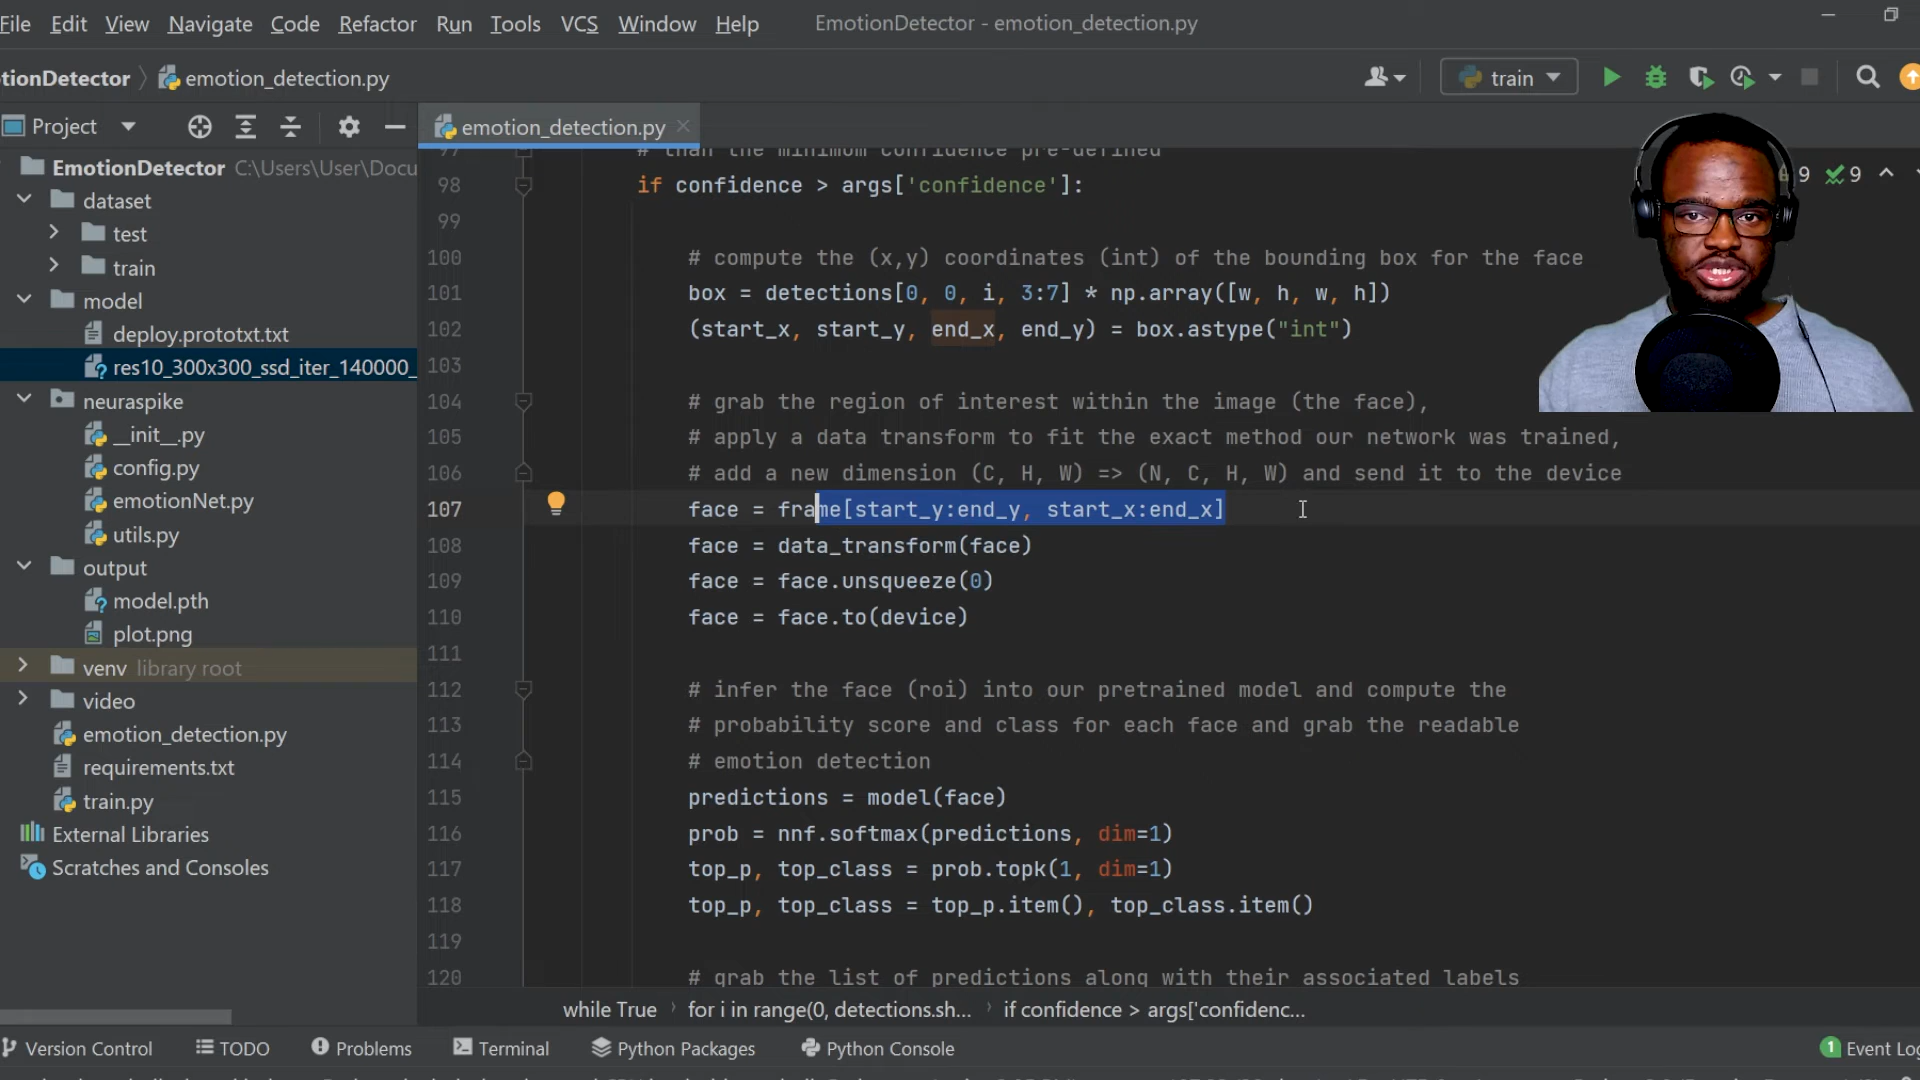 File Edit View Navigate Code Refactor Run Tools VCS Window Help EmotionDetector - emotion_detection.py
tionDetector emotion_detection.py
train
Project
emotion_detection.py
EmotionDetector C:\Users\User\Docu
dataset
test
train
model
deploy.prototxt.txt
res10_300x300_ssd_iter_140000_
neuraspike
__init__.py
config.py
emotionNet.py
utils.py
output
model.pth
plot.png
venv library root
video
emotion_detection.py
requirements.txt
train.py
External Libraries
Scratches and Consoles
9 9
97 # than the minimum confidence pre-defined
98 if confidence > args['confidence']:
99
100 # compute the (x,y) coordinates (int) of the bounding box for the face
101 box = detections[0, 0, i, 3:7] * np.array([w, h, w, h])
102 (start_x, start_y, end_x, end_y) = box.astype("int")
103
104 # grab the region of interest within the image (the face),
105 # apply a data transform to fit the exact method our network was trained,
106 # add a new dimension (C, H, W) => (N, C, H, W) and send it to the device
107 face = frame[start_y:end_y, start_x:end_x]
108 face = data_transform(face)
109 face = face.unsqueeze(0)
110 face = face.to(device)
111
112 # infer the face (roi) into our pretrained model and compute the
113 # probability score and class for each face and grab the readable
114 # emotion detection
115 predictions = model(face)
116 prob = nnf.softmax(predictions, dim=1)
117 top_p, top_class = prob.topk(1, dim=1)
118 top_p, top_class = top_p.item(), top_class.item()
119
120 # grab the list of predictions along with their associated labels
while True for i in range(0, detections.sh... if confidence > args['confidenc...
Version Control TODO Problems Terminal Python Packages Python Console 1 Event Log